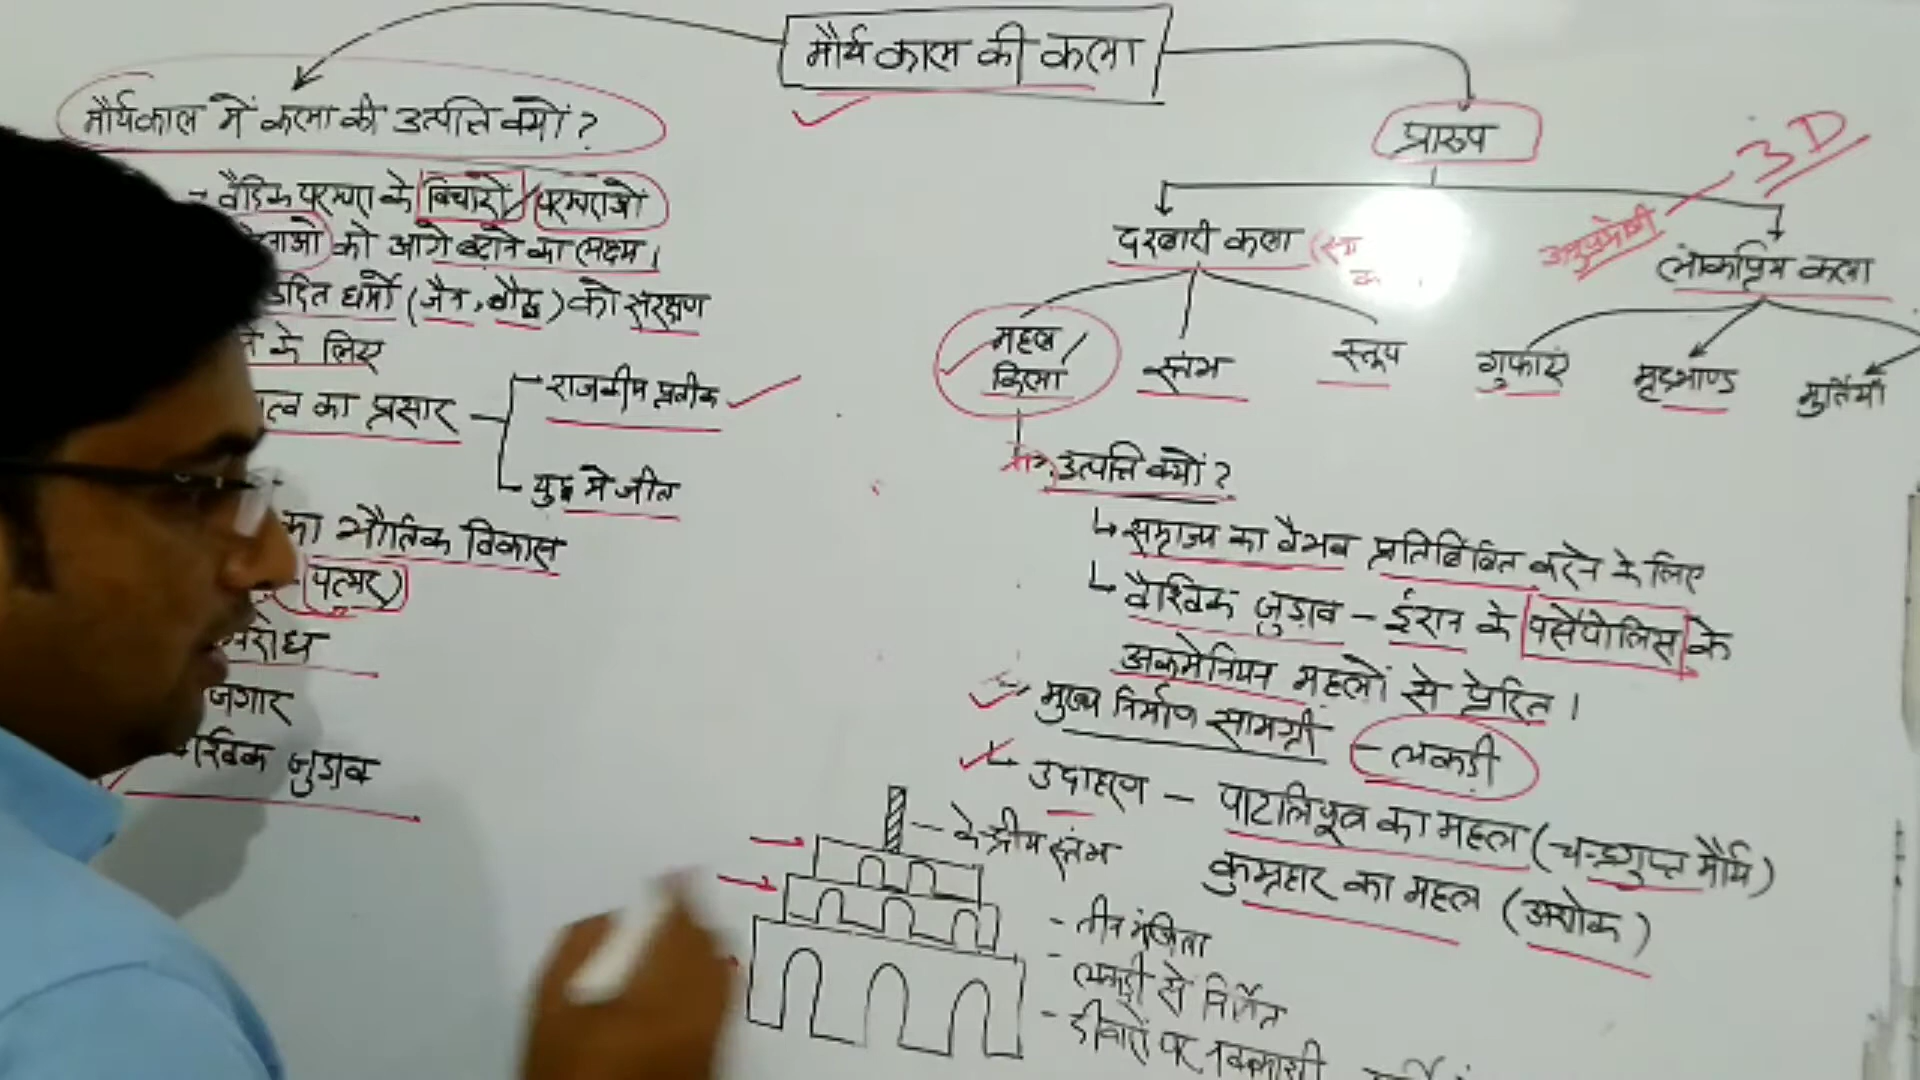 मौर्य काल की कला
मौर्यकाल में कला की उत्पत्ति क्यों?
- वैदिक परम्परा के विचारों / परम्पराओं
को आगे बढ़ाने का लक्ष्य।
धर्मों (जैन, बौद्ध) को संरक्षण
के लिए
का प्रसार
राजकीय प्रतीक
युद्ध में जीत
का भौतिक विकास
पत्थर)
जुड़ाव
प्रारूप
3D
दरबारी कला
लोकप्रिय कला
महल /
किला
स्तंभ
स्तूप
गुफाएं
मृदभाण्ड
मुर्तियाँ
उत्पत्ति क्यों?
↳ साम्राज्य का वैभव प्रतिबिंबित करने के लिए
↳ वैश्विक जुड़ाव - ईरान के पर्सेपोलिस के
अकमेनियन महलों से प्रेरित।
मुख्य निर्माण सामग्री - लकड़ी
उदाहरण - पाटलिपुत्र का महल (चन्द्रगुप्त मौर्य)
कुम्रहार का महल (अशोक)
- केन्द्रीय स्तंभ
- तीन मंजिला
- लकड़ी से निर्मित
- दीवारों पर नक्काशी